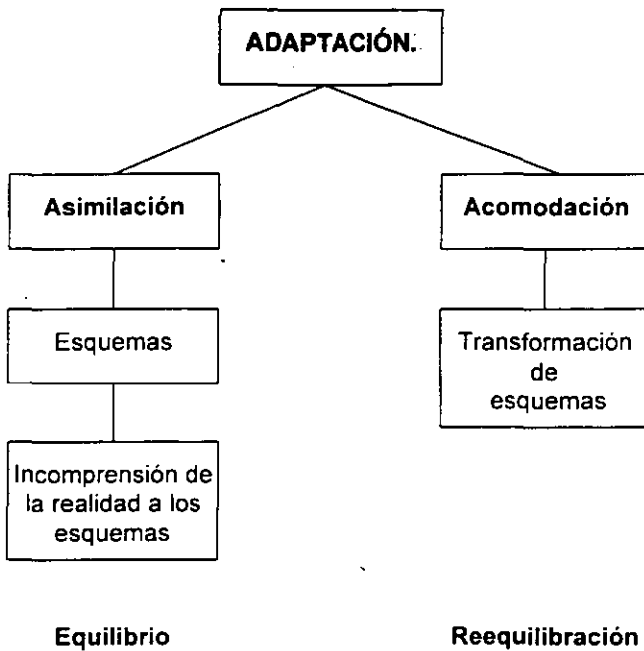 ADAPTACIÓN.
Asimilación
Acomodación
Esquemas
Transformación
de
esquemas
Incomprensión de
la realidad a los
esquemas
Equilibrio
Reequilibración